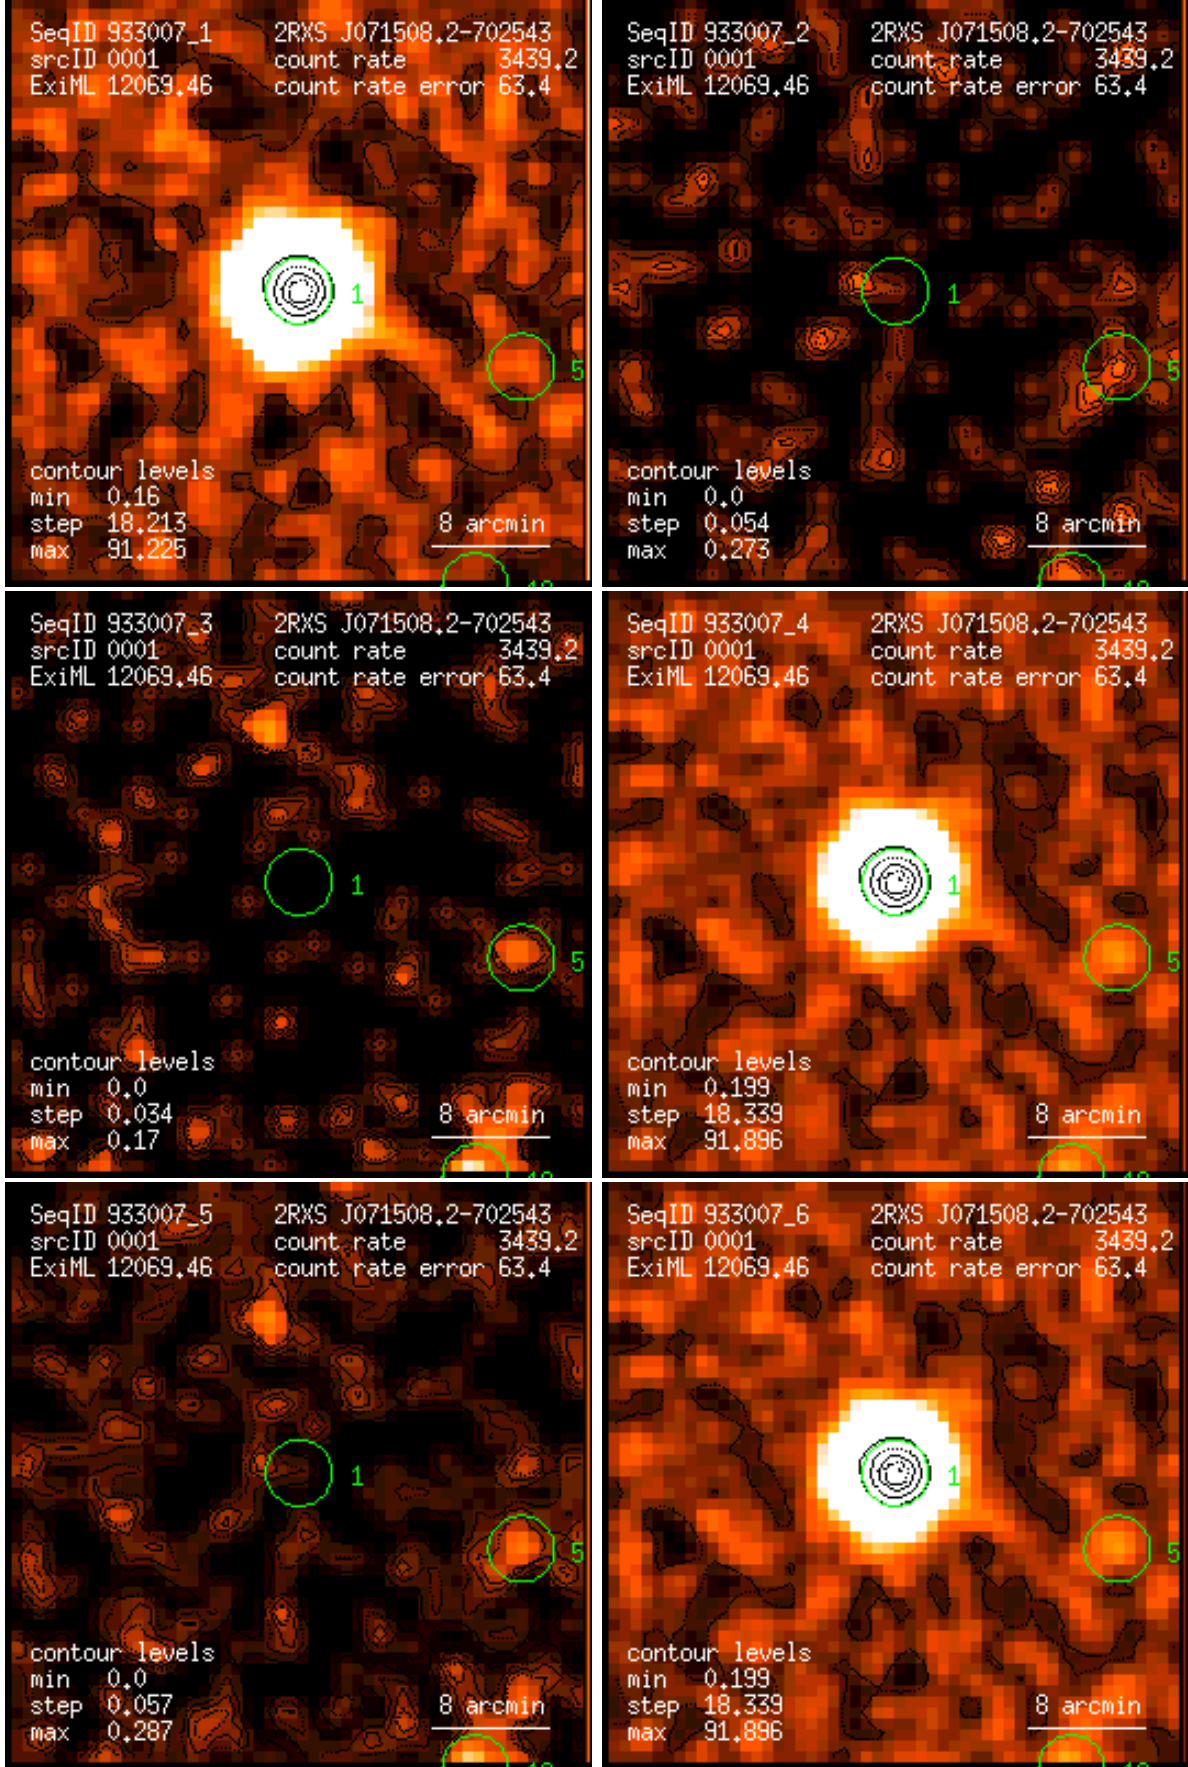 SeqID 933007_1 2RXS J071508.2-702543
srcID 0001 count rate 3439.2
ExiML 12069.46 count rate error 63.4
1
5
contour levels
min 0.16
step 18.213
max 91.225
8 arcmin
SeqID 933007_2 2RXS J071508.2-702543
srcID 0001 count rate 3439.2
ExiML 12069.46 count rate error 63.4
1
5
contour levels
min 0.0
step 0.054
max 0.273
8 arcmin
SeqID 933007_3 2RXS J071508.2-702543
srcID 0001 count rate 3439.2
ExiML 12069.46 count rate error 63.4
1
5
contour levels
min 0.0
step 0.034
max 0.17
8 arcmin
SeqID 933007_4 2RXS J071508.2-702543
srcID 0001 count rate 3439.2
ExiML 12069.46 count rate error 63.4
1
5
contour levels
min 0.199
step 18.339
max 91.896
8 arcmin
SeqID 933007_5 2RXS J071508.2-702543
srcID 0001 count rate 3439.2
ExiML 12069.46 count rate error 63.4
1
5
contour levels
min 0.0
step 0.057
max 0.287
8 arcmin
SeqID 933007_6 2RXS J071508.2-702543
srcID 0001 count rate 3439.2
ExiML 12069.46 count rate error 63.4
1
5
contour levels
min 0.199
step 18.339
max 91.896
8 arcmin